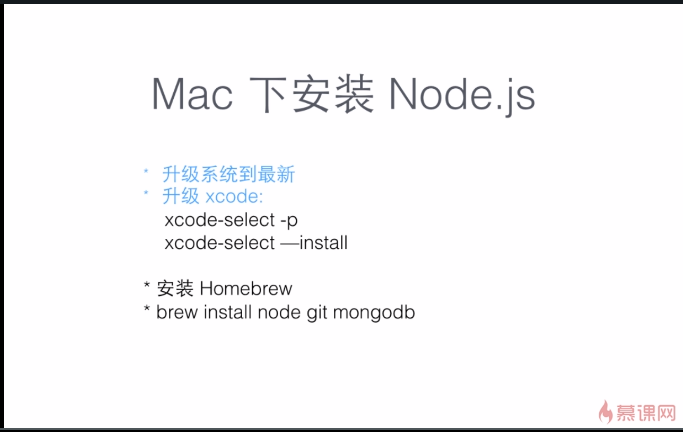 Mac 下安装 Node.js
* 升级系统到最新
* 升级 xcode:
xcode-select -p
xcode-select —install
* 安装 Homebrew
* brew install node git mongodb
慕课网